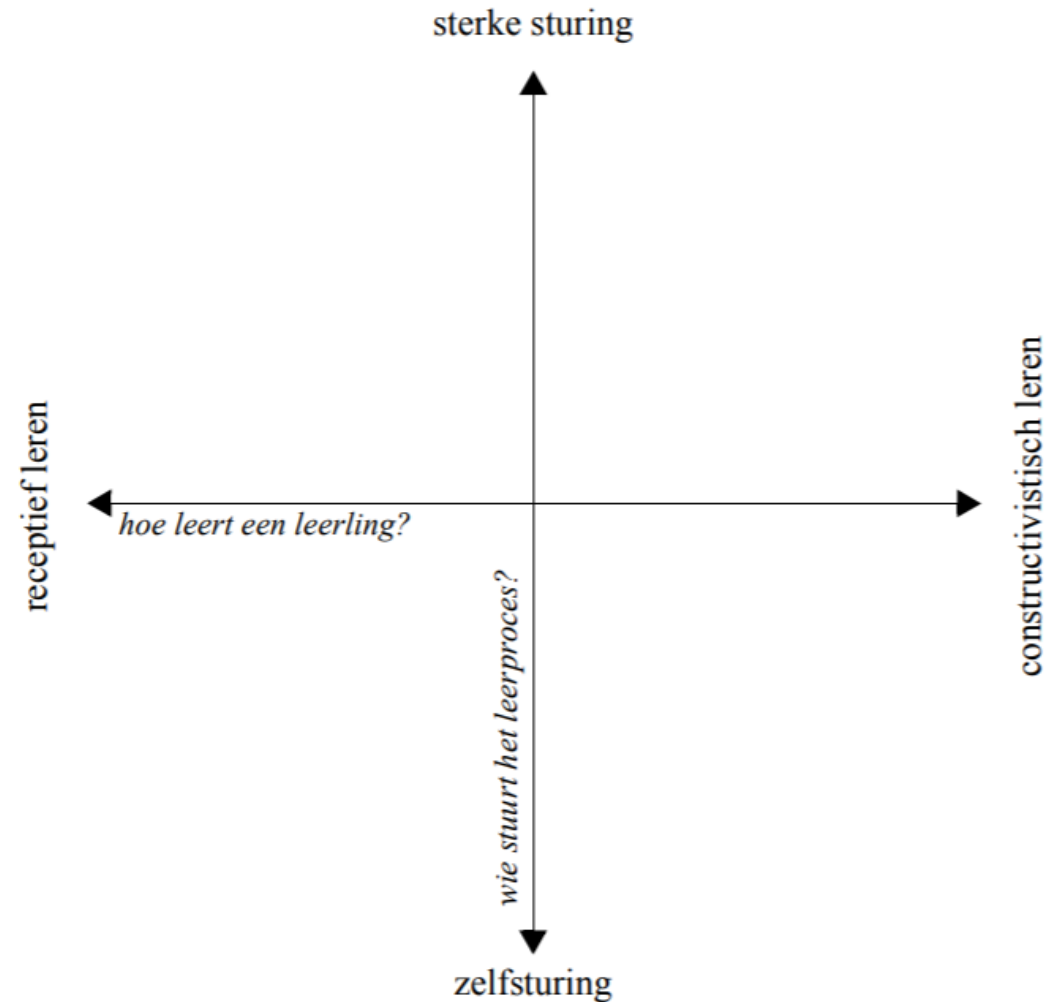 sterke sturing
receptief leren
hoe leert een leerling?
constructivistisch leren
wie stuurt het leerproces?
zelfsturing